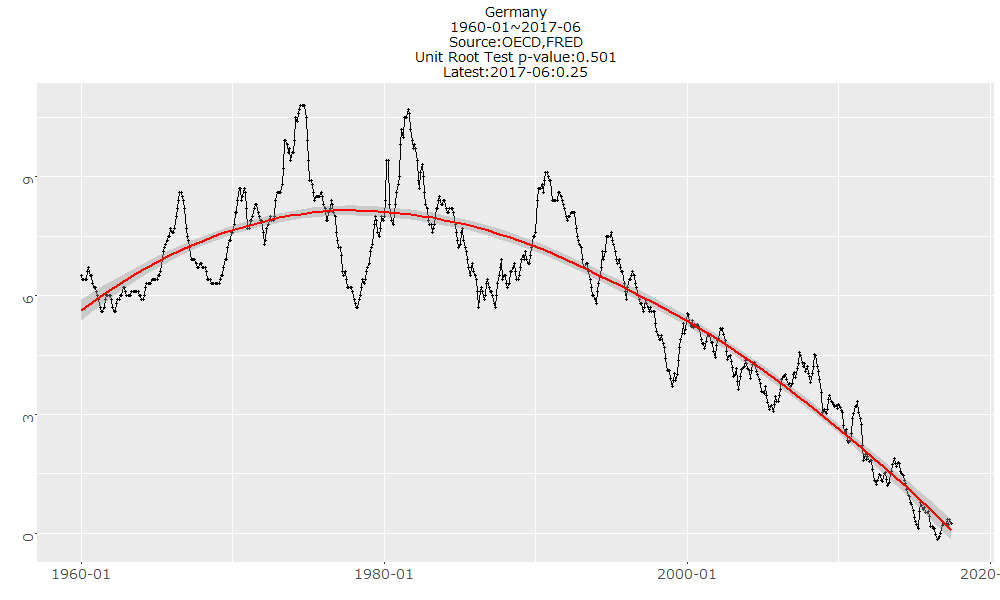 Germany
1960-01~2017-06
Source:OECD,FRED
Unit Root Test p-value:0.501
Latest:2017-06:0.25
9
6
3
0
1960-01
1980-01
2000-01
2020-